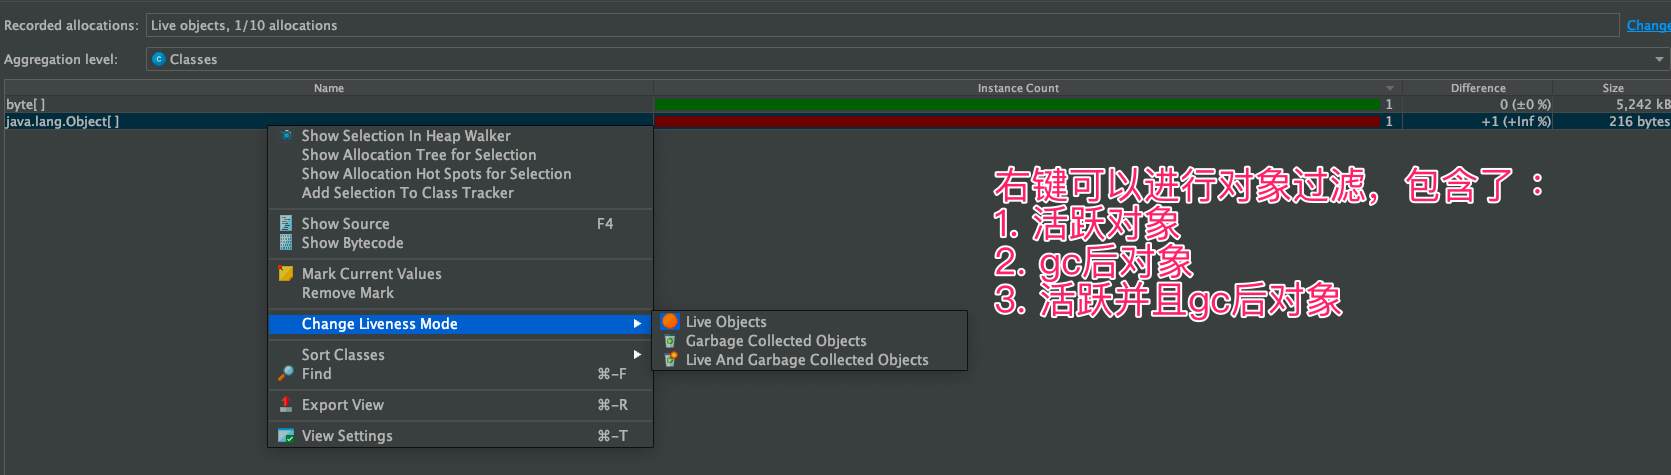 Recorded allocations: Live objects, 1/10 allocations Change
Aggregation level: Classes
Name Instance Count Difference Size
byte[ ] 1 0 (±0 %) 5,242 kB
java.lang.Object[ ] 1 +1 (+Inf %) 216 bytes
Show Selection In Heap Walker
Show Allocation Tree for Selection
Show Allocation Hot Spots for Selection
Add Selection To Class Tracker
Show Source F4
Show Bytecode
Mark Current Values
Remove Mark
Change Liveness Mode
Sort Classes
Find ⌘-F
Export View ⌘-R
View Settings ⌘-T
Live Objects
Garbage Collected Objects
Live And Garbage Collected Objects
右键可以进行对象过滤，包含了：
1. 活跃对象
2. gc后对象
3. 活跃并且gc后对象